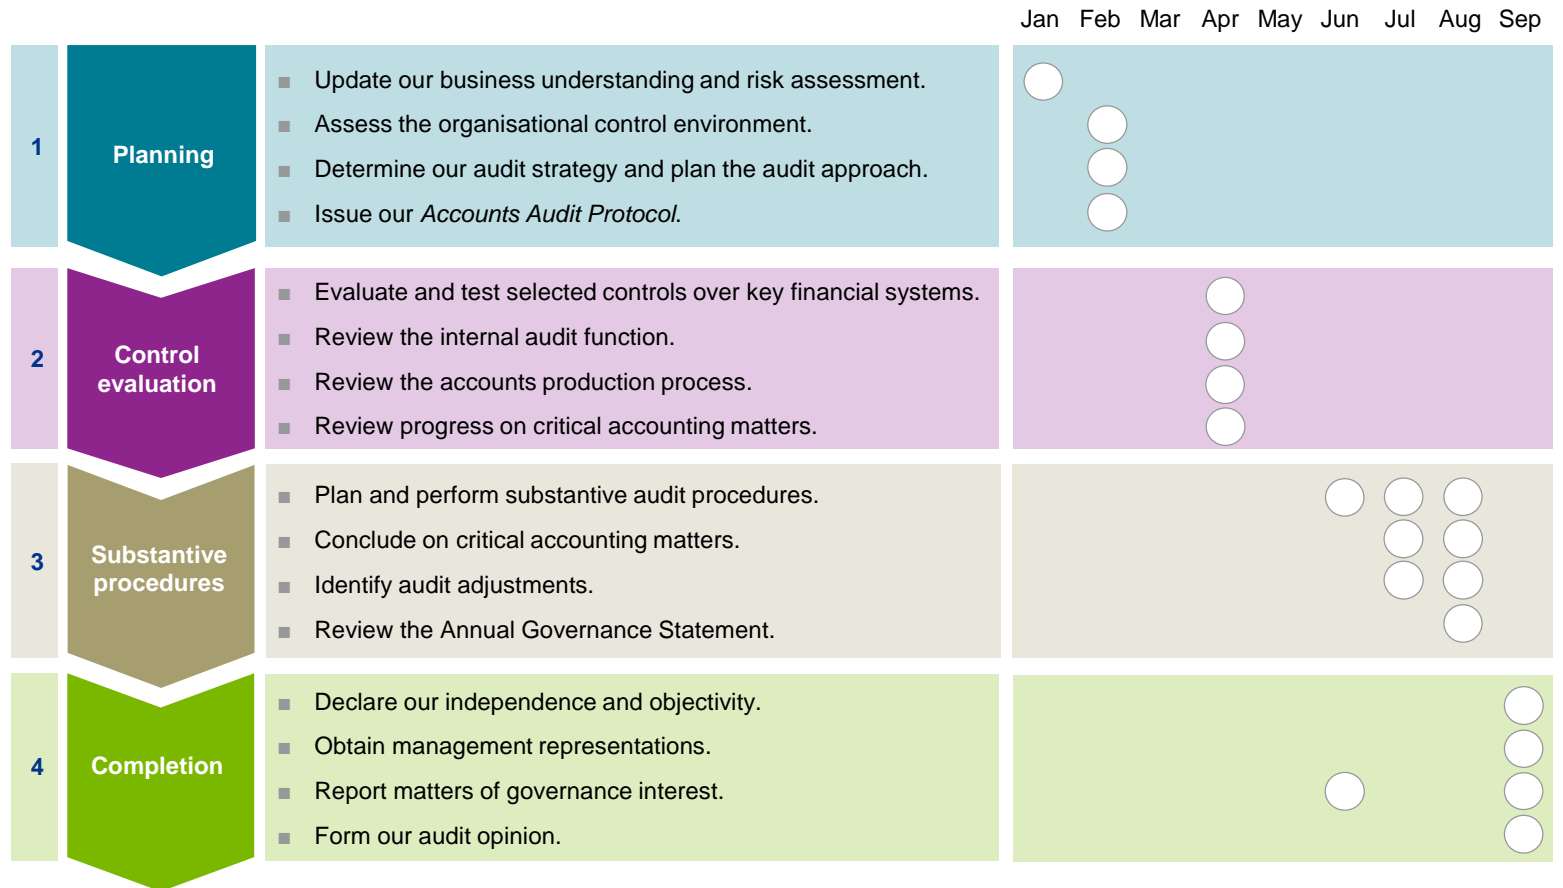 Jan Feb Mar Apr May Jun Jul Aug Sep
1
Planning
Update our business understanding and risk assessment.
Assess the organisational control environment.
Determine our audit strategy and plan the audit approach.
Issue our Accounts Audit Protocol.
2
Control
evaluation
Evaluate and test selected controls over key financial systems.
Review the internal audit function.
Review the accounts production process.
Review progress on critical accounting matters.
3
Substantive
procedures
Plan and perform substantive audit procedures.
Conclude on critical accounting matters.
Identify audit adjustments.
Review the Annual Governance Statement.
4
Completion
Declare our independence and objectivity.
Obtain management representations.
Report matters of governance interest.
Form our audit opinion.